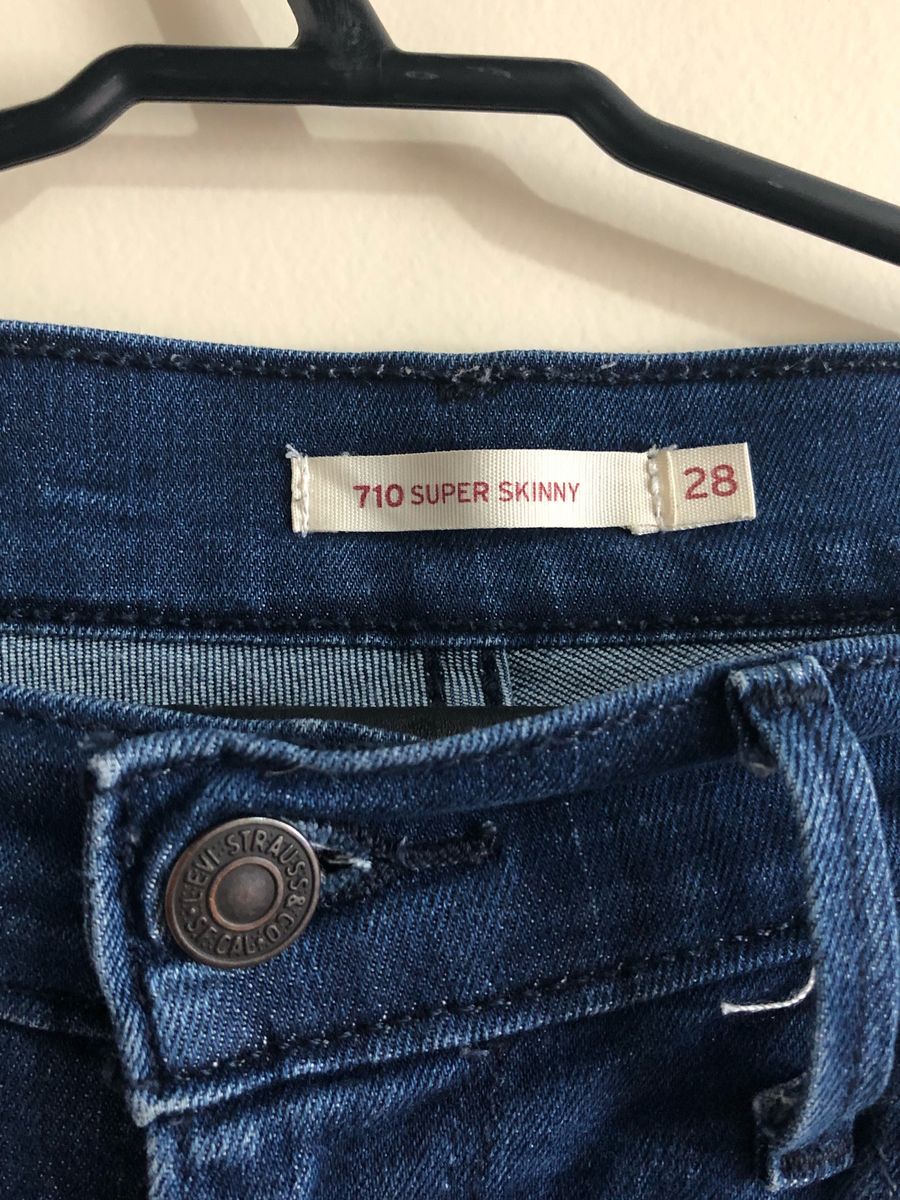 710 SUPER SKINNY 28
LEVI STRAUSS & CO
S.F.CAL